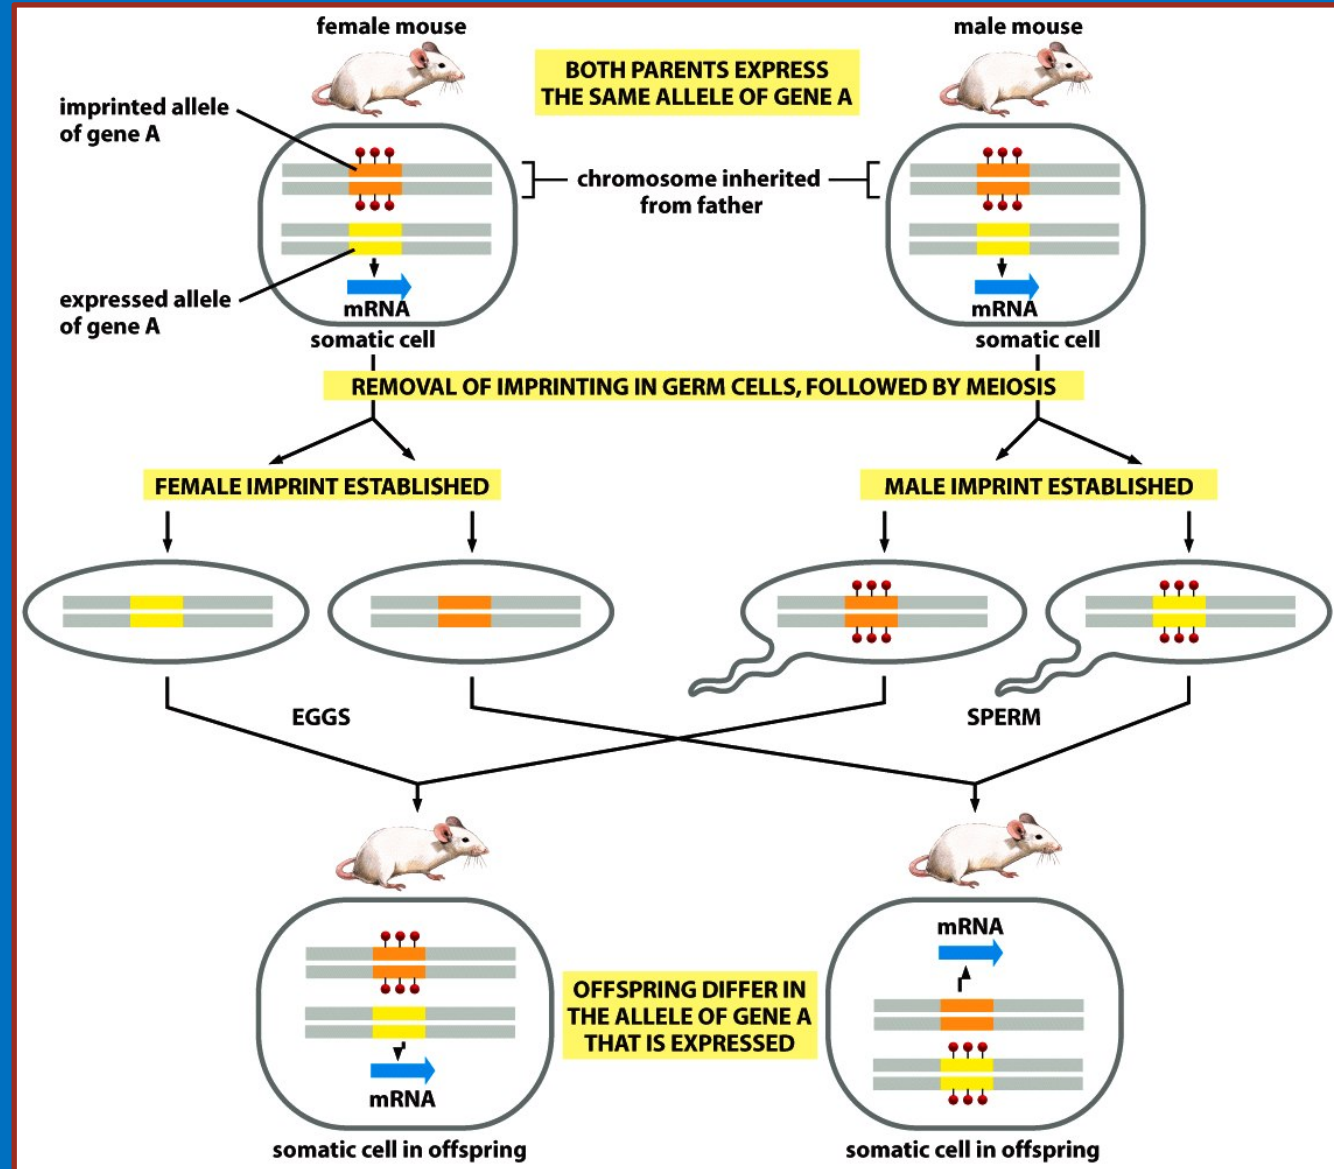 female mouse
male mouse
BOTH PARENTS EXPRESS
THE SAME ALLELE OF GENE A
imprinted allele
of gene A
chromosome inherited
from father
expressed allele
of gene A
mRNA
mRNA
somatic cell
somatic cell
REMOVAL OF IMPRINTING IN GERM CELLS, FOLLOWED BY MEIOSIS
FEMALE IMPRINT ESTABLISHED
MALE IMPRINT ESTABLISHED
EGGS
SPERM
mRNA
OFFSPRING DIFFER IN
THE ALLELE OF GENE A
THAT IS EXPRESSED
mRNA
somatic cell in offspring
somatic cell in offspring